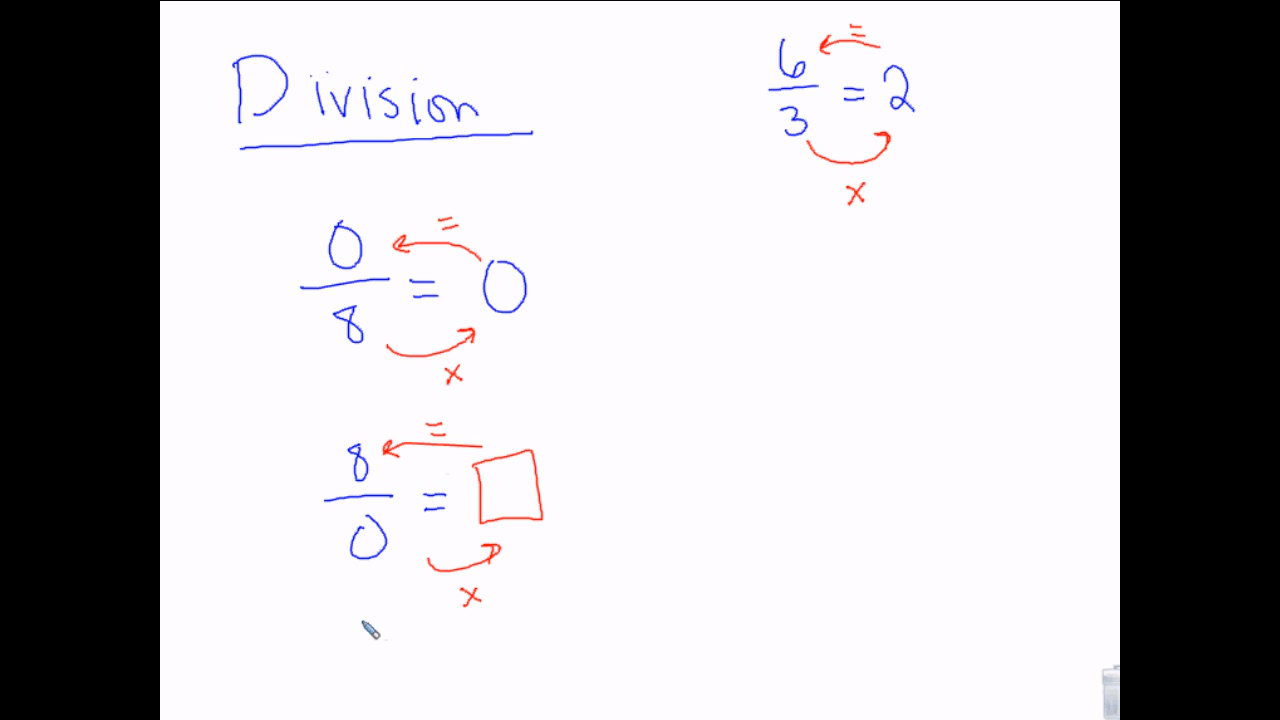 Division
6/3 = 2
=
x
0/8 = 0
=
x
8/0 = □
=
x